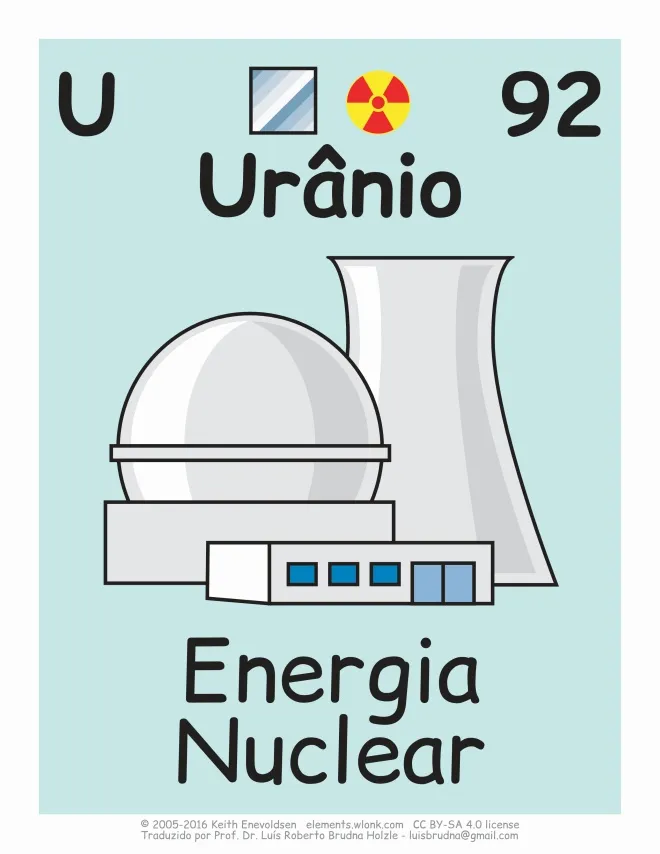 U 92
Urânio
Energia
Nuclear
© 2005-2016 Keith Enevoldsen elements.wlonk.com CC BY-SA 4.0 license
Traduzido por Prof. Dr. Luís Roberto Brudna Holzle - luisbrudna@gmail.com